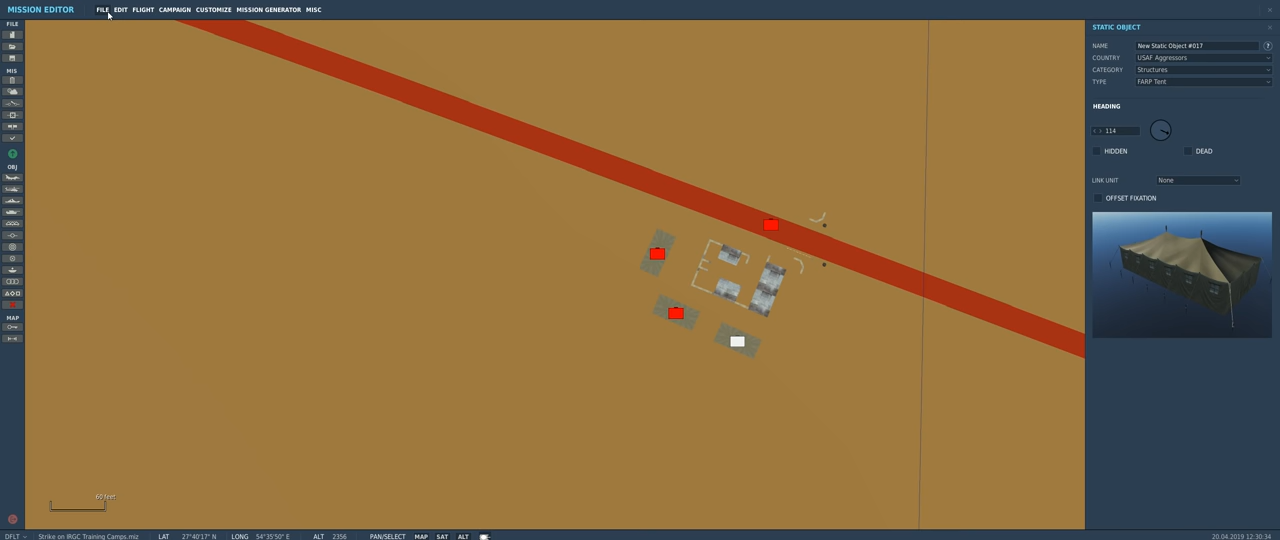 MISSION EDITOR FILE EDIT FLIGHT CAMPAIGN CUSTOMIZE MISSION GENERATOR MISC
FILE
MIS
OBJ
MAP
60 feet
STATIC OBJECT
NAME New Static Object #017 ?
COUNTRY USAF Aggressors
CATEGORY Structures
TYPE FARP Tent
HEADING
114
HIDDEN DEAD
LINK UNIT None
OFFSET FIXATION
DFLT Strike on IRGC Training Camps.miz LAT 27°40'17" N LONG 54°35'50" E ALT 2356 PAN/SELECT MAP SAT ALT 20.04.2019 12:30:34